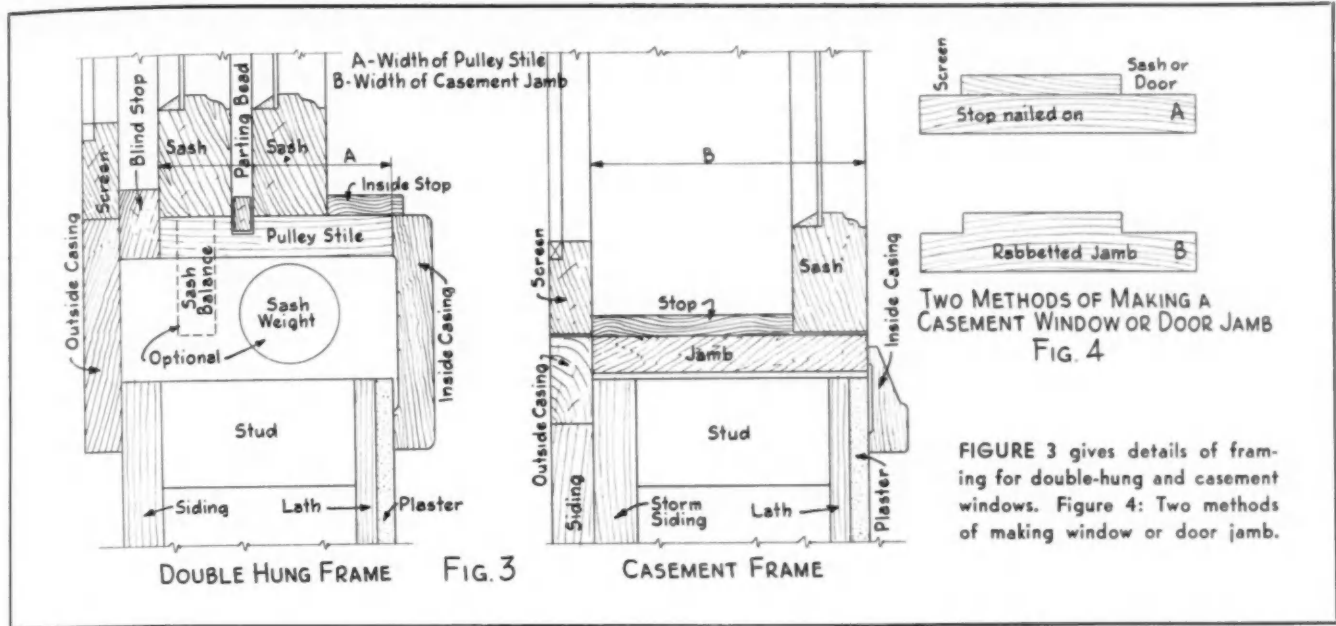 A-Width of Pulley Stile
B-Width of Casement Jamb
Screen
Blind Stop
Sash
Parting Bead
Sash
A
Inside Stop
Pulley Stile
Outside Casing
Sash
Balance
Sash
Weight
Optional
Inside Casing
Stud
Siding
Lath
Plaster
DOUBLE HUNG FRAME
FIG. 3
B
Screen
Stop
Sash
Jamb
Outside Casing
Inside Casing
Stud
Siding
Storm
Siding
Lath
Plaster
CASEMENT FRAME
Screen
Sash or
Door
Stop nailed on
A
Rabbetted Jamb
B
TWO METHODS OF MAKING A
CASEMENT WINDOW OR DOOR JAMB
FIG. 4
FIGURE 3 gives details of fram-
ing for double-hung and casement
windows. Figure 4: Two methods
of making window or door jamb.